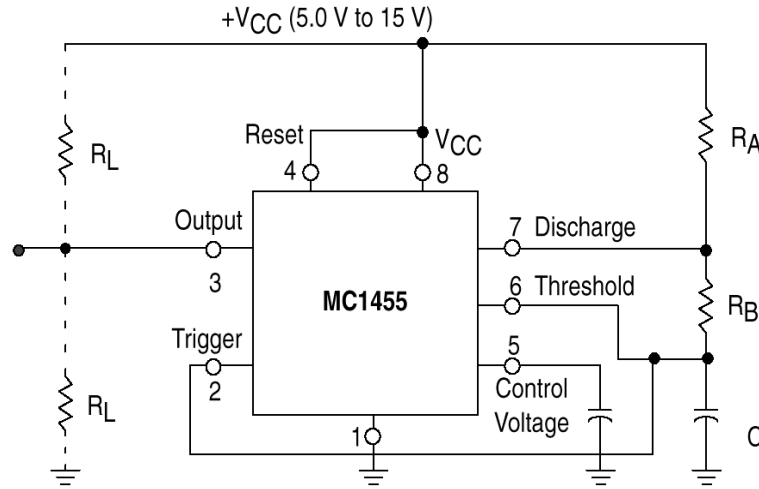 +VCC (5.0 V to 15 V)
RL
Reset
4
VCC
8
RA
Output
3
7 Discharge
MC1455
6 Threshold
RB
Trigger
2
5
Control
Voltage
RL
1
C